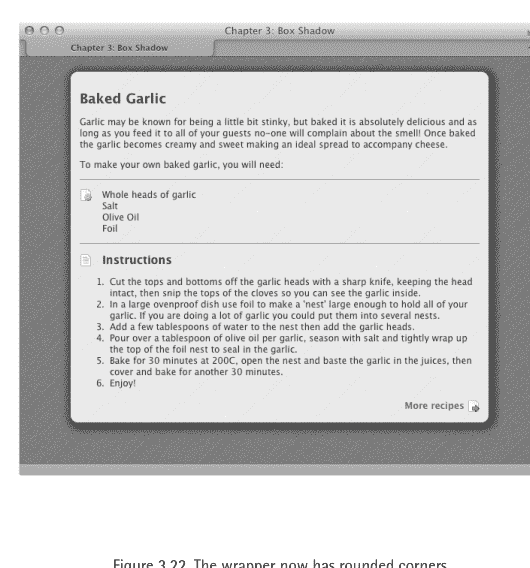 Chapter 3: Box Shadow
Chapter 3: Box Shadow
Baked Garlic
Garlic may be known for being a little bit stinky, but baked it is absolutely delicious and as
long as you feed it to all of your guests no-one will complain about the smell! Once baked
the garlic becomes creamy and sweet making an ideal spread to accompany cheese.
To make your own baked garlic, you will need:
Whole heads of garlic
Salt
Olive Oil
Foil
Instructions
1. Cut the tops and bottoms off the garlic heads with a sharp knife, keeping the head
intact, then snip the tops of the cloves so you can see the garlic inside.
2. In a large ovenproof dish use foil to make a 'nest' large enough to hold all of your
garlic. If you are doing a lot of garlic you could put them into several nests.
3. Add a few tablespoons of water to the nest then add the garlic heads.
4. Pour over a tablespoon of olive oil per garlic, season with salt and tightly wrap up
the top of the foil nest to seal in the garlic.
5. Bake for 30 minutes at 200C, open the nest and baste the garlic in the juices, then
cover and bake for another 30 minutes.
6. Enjoy!
More recipes
Figure 3.22. The wrapper now has rounded corners